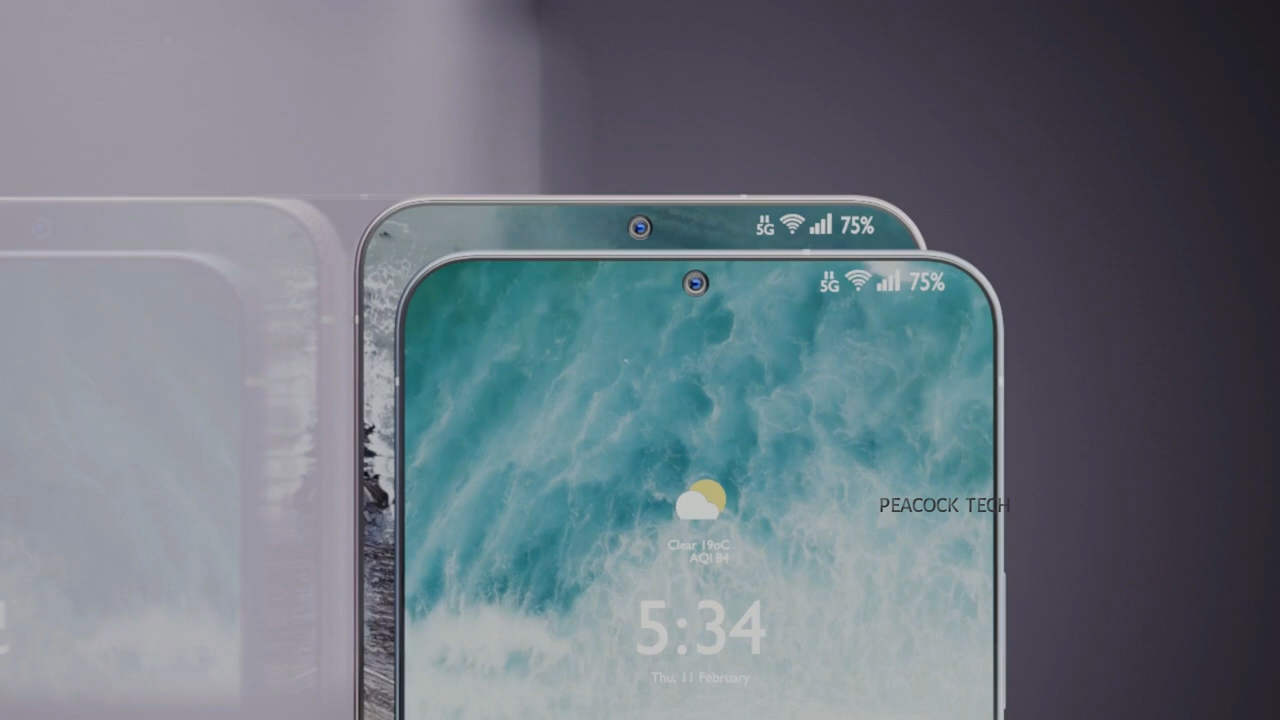 5G 75%
5G 75%
PEACOCK TECH
Clear 19oC
AQI 84
5:34
Thu, 11 February